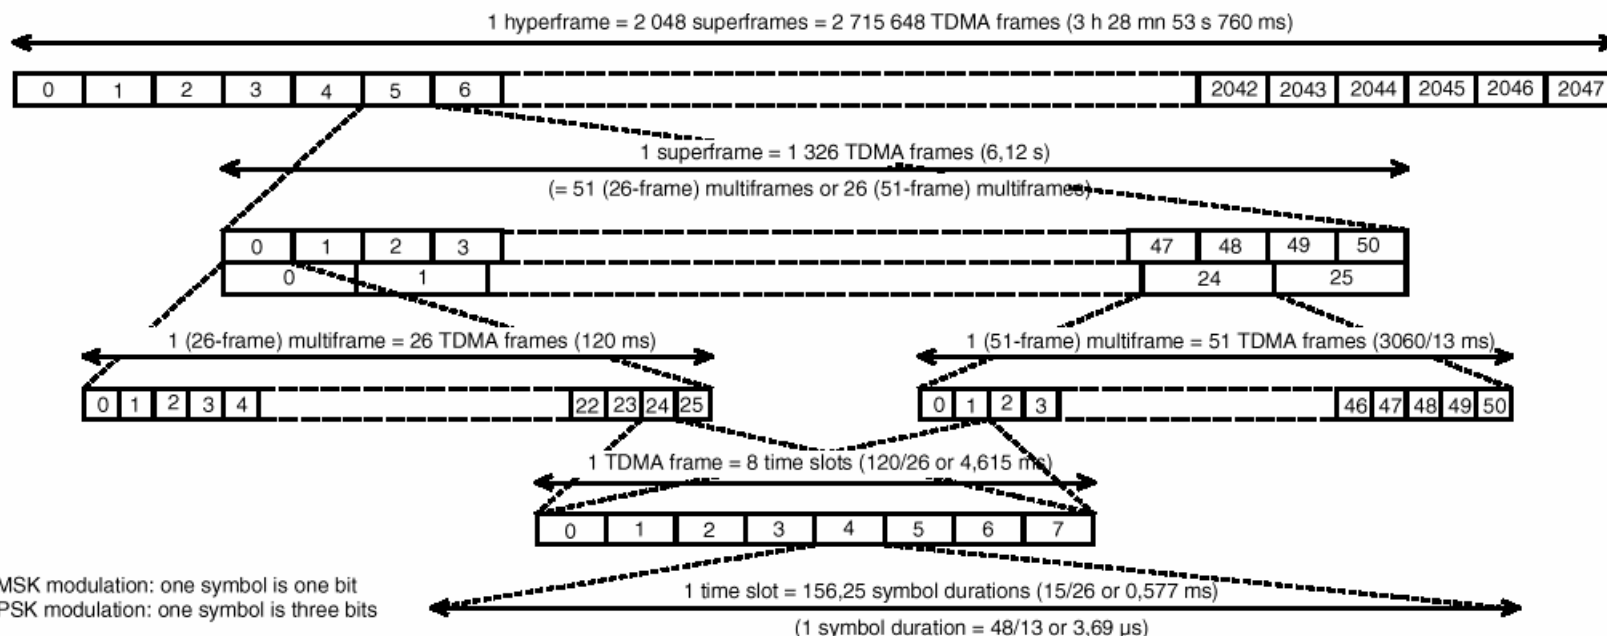 1 hyperframe = 2 048 superframes = 2 715 648 TDMA frames (3 h 28 mn 53 s 760 ms)
0 1 2 3 4 5 6 2042 2043 2044 2045 2046 2047
1 superframe = 1 326 TDMA frames (6,12 s)
(= 51 (26-frame) multiframes or 26 (51-frame) multiframes)
0 1 2 3 47 48 49 50
0 1 24 25
1 (26-frame) multiframe = 26 TDMA frames (120 ms) 1 (51-frame) multiframe = 51 TDMA frames (3060/13 ms)
0 1 2 3 4 22 23 24 25 0 1 2 3 46 47 48 49 50
1 TDMA frame = 8 time slots (120/26 or 4,615 ms)
0 1 2 3 4 5 6 7
MSK modulation: one symbol is one bit
PSK modulation: one symbol is three bits
1 time slot = 156,25 symbol durations (15/26 or 0,577 ms)
(1 symbol duration = 48/13 or 3,69 µs)